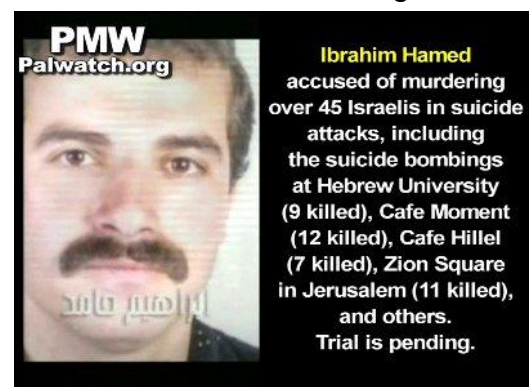 PMW
Palwatch.org
ابراهيم حامد
Ibrahim Hamed
accused of murdering
over 45 Israelis in suicide
attacks, including
the suicide bombings
at Hebrew University
(9 killed), Cafe Moment
(12 killed), Cafe Hillel
(7 killed), Zion Square
in Jerusalem (11 killed),
and others.
Trial is pending.